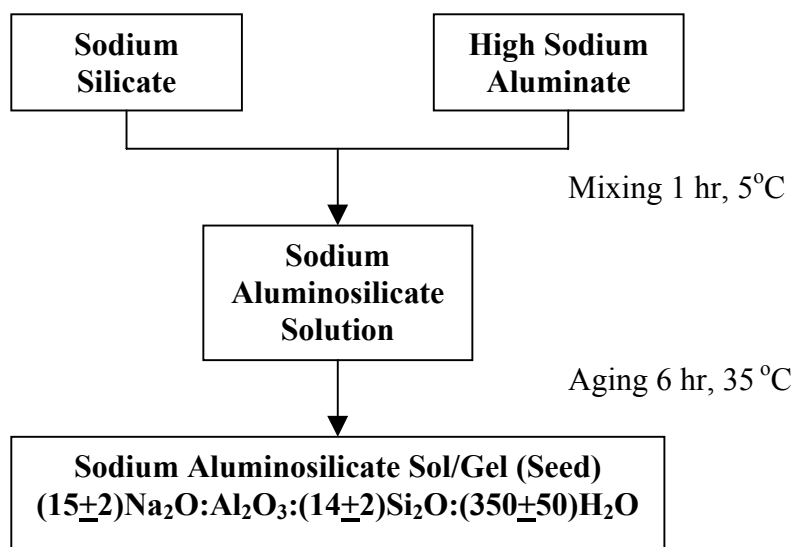 Sodium
Silicate
High Sodium
Aluminate
Mixing 1 hr, 5°C
Sodium
Aluminosilicate
Solution
Aging 6 hr, 35 °C
Sodium Aluminosilicate Sol/Gel (Seed)
(15±2)Na₂O:Al₂O₃:(14±2)Si₂O:(350±50)H₂O